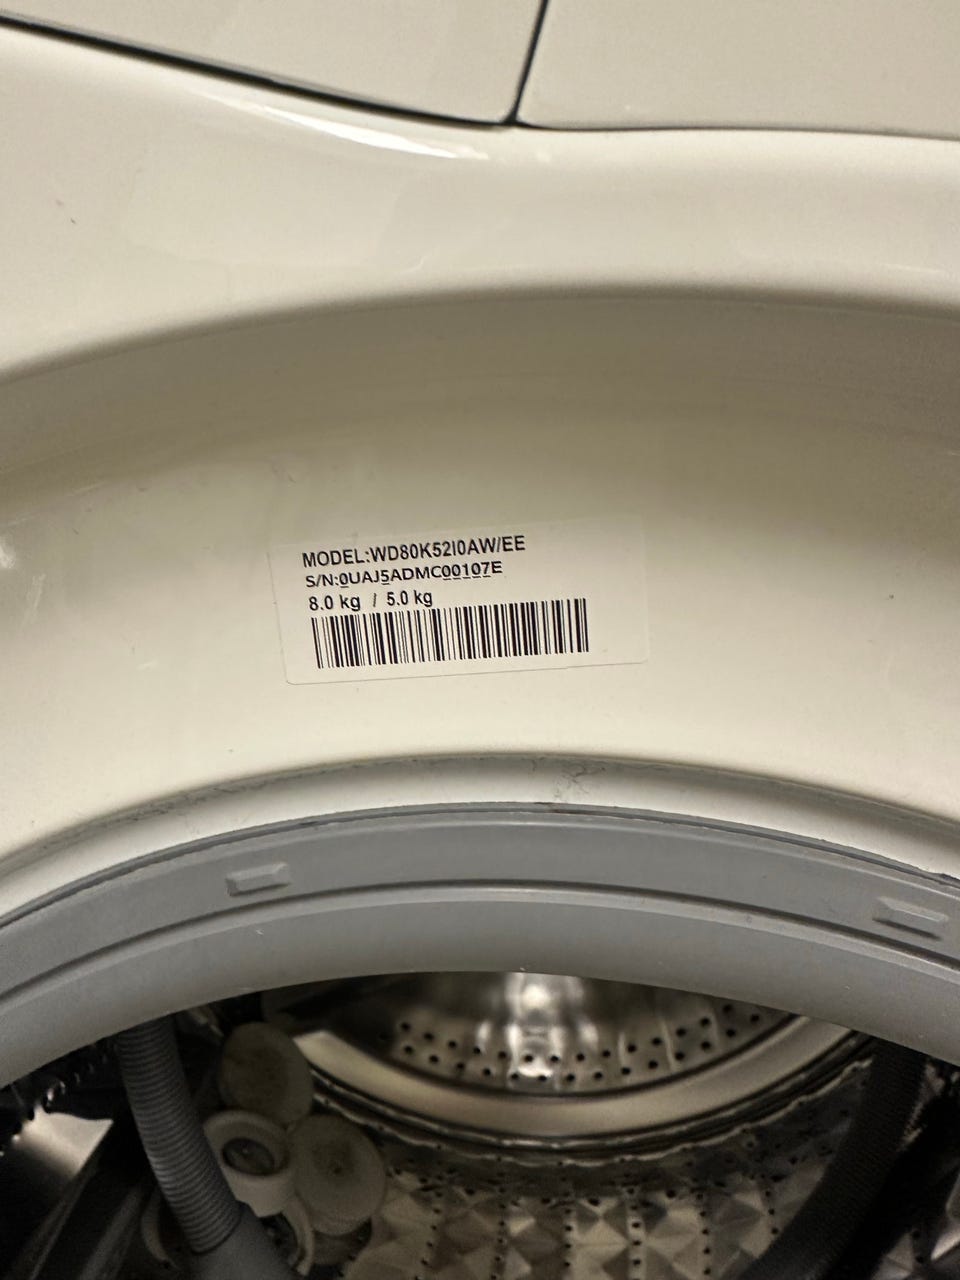 MODEL:WD80K52I0AW/EE
S/N:0UAJ5ADMC00107E
8.0 kg / 5.0 kg